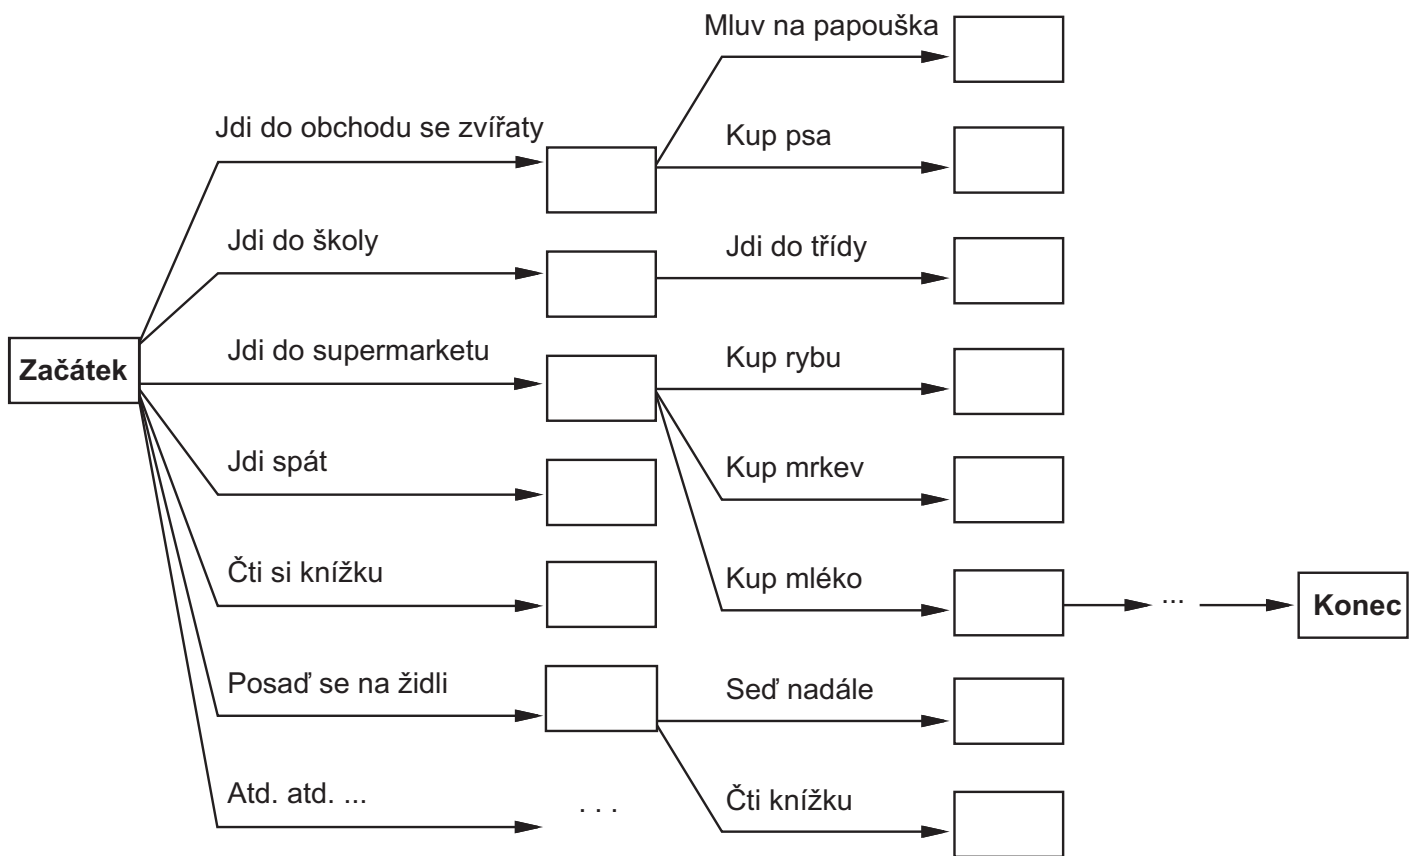 Mluv na papouška
Jdi do obchodu se zvířaty
Kup psa
Jdi do školy
Jdi do třídy
Jdi do supermarketu
Kup rybu
Začátek
Jdi spát
Kup mrkev
Čti si knížku
Kup mléko
...
Konec
Posaď se na židli
Seď nadále
Atd. atd. ...
. . .
Čti knížku